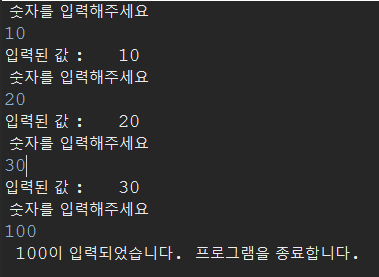 숫자를 입력해주세요
10
입력된 값 :   10
숫자를 입력해주세요
20
입력된 값 :   20
숫자를 입력해주세요
30
입력된 값 :   30
숫자를 입력해주세요
100
100이 입력되었습니다. 프로그램을 종료합니다.